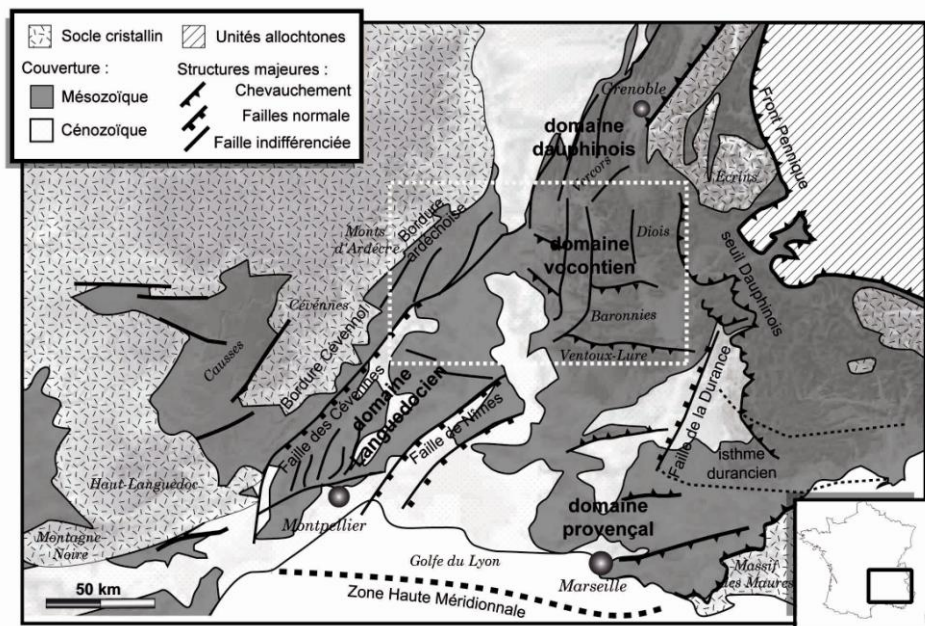 Socle cristallin
Unités allochtones
Couverture :
Mésozoïque
Cénozoïque
Structures majeures :
Chevauchement
Failles normale
Faille indifférenciée
Grenoble
domaine
dauphinois
Front Pennique
Ecrins
Vercors
Monts
d'Ardèche
Bordure
ardéchoise
Diois
domaine
vocontien
seuil Dauphinois
Baronnies
Ventoux-Lure
Cévennes
Causses
Bordure Cévennol
Faille des Cévennes
domaine
Languedocien
Faille de Nîmes
Faille de la Durance
isthme
durancien
Haut-Languedoc
Montpellier
domaine
provençal
Montagne
Noire
Golfe du Lyon
Marseille
Massif
des Maures
50 km
Zone Haute Méridionnale